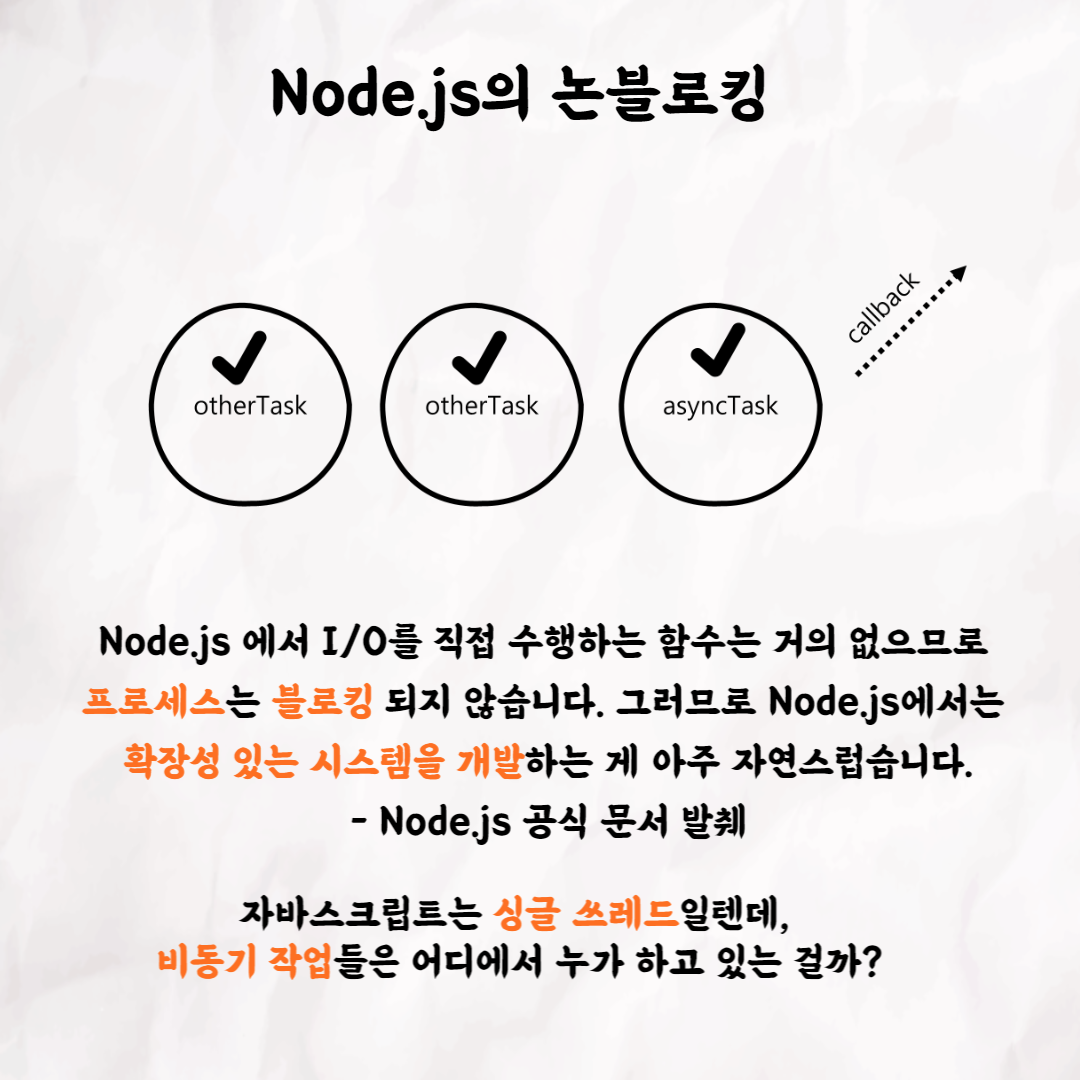 Node.js의 논블로킹
callback
otherTask
otherTask
asyncTask
Node.js 에서 I/O를 직접 수행하는 함수는 거의 없으므로
프로세스는 블로킹 되지 않습니다. 그러므로 Node.js에서는
확장성 있는 시스템을 개발하는 게 아주 자연스럽습니다.
- Node.js 공식 문서 발췌
자바스크립트는 싱글 쓰레드일텐데,
비동기 작업들은 어디에서 누가 하고 있는 걸까?